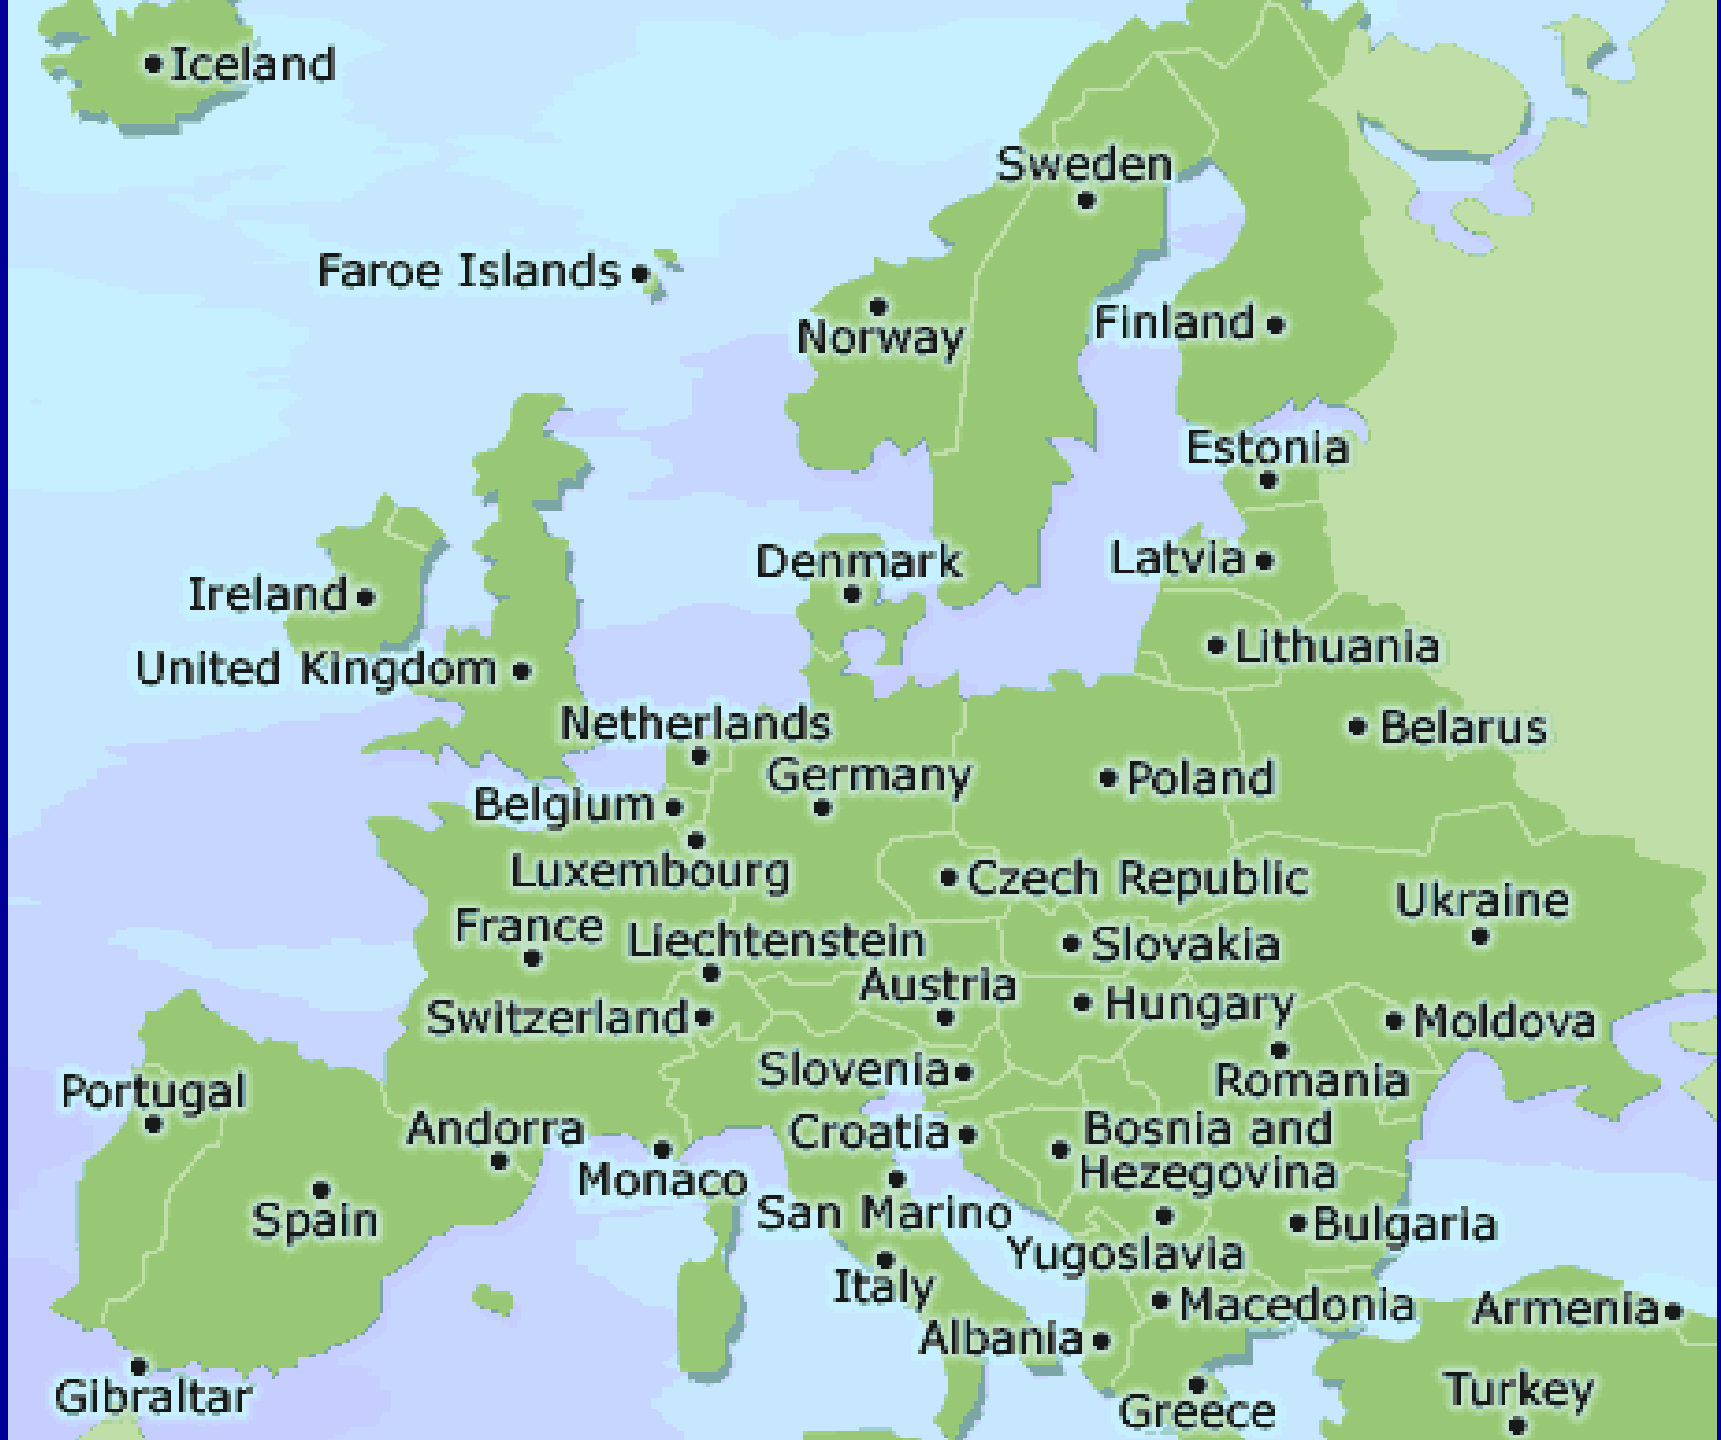 Iceland
Sweden
Faroe Islands
Norway
Finland
Estonia
Denmark
Latvia
Ireland
Lithuania
United Kingdom
Netherlands
Belarus
Germany
Poland
Belgium
Luxembourg
Czech Republic
Ukraine
France
Liechtenstein
Slovakia
Austria
Hungary
Switzerland
Moldova
Slovenia
Romania
Portugal
Andorra
Croatia
Bosnia and
Hezegovina
Monaco
San Marino
Spain
Bulgaria
Yugoslavia
Italy
Macedonia
Armenia
Albania
Gibraltar
Turkey
Greece